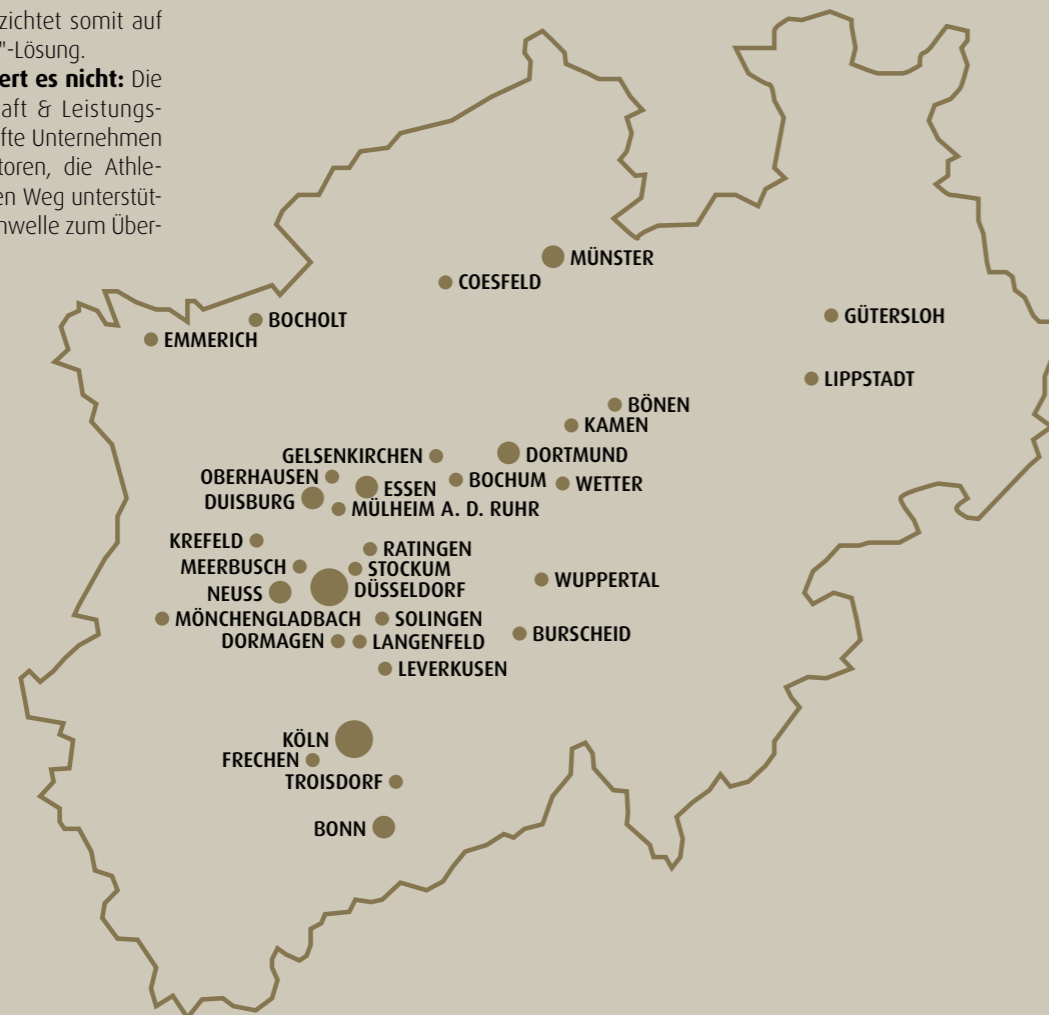 zichtet somit auf
"-Lösung.
ert es nicht: Die
aft & Leistungs-
fte Unternehmen
toren, die Athle-
en Weg unterstüt-
nwelle zum Über-
MÜNSTER
COESFELD
GÜTERSLOH
BOCHOLT
EMMERICH
LIPPSTADT
BÖNEN
KAMEN
GELSENKIRCHEN
DORTMUND
OBERHAUSEN
BOCHUM
WETTER
ESSEN
DUISBURG
MÜLHEIM A. D. RUHR
KREFELD
RATINGEN
MEERBUSCH
STOCKUM
WUPPERTAL
NEUSS
DÜSSELDORF
MÖNCHENGLADBACH
SOLINGEN
DORMAGEN
LANGENFELD
BURSCHEID
LEVERKUSEN
KÖLN
FRECHEN
TROISDORF
BONN